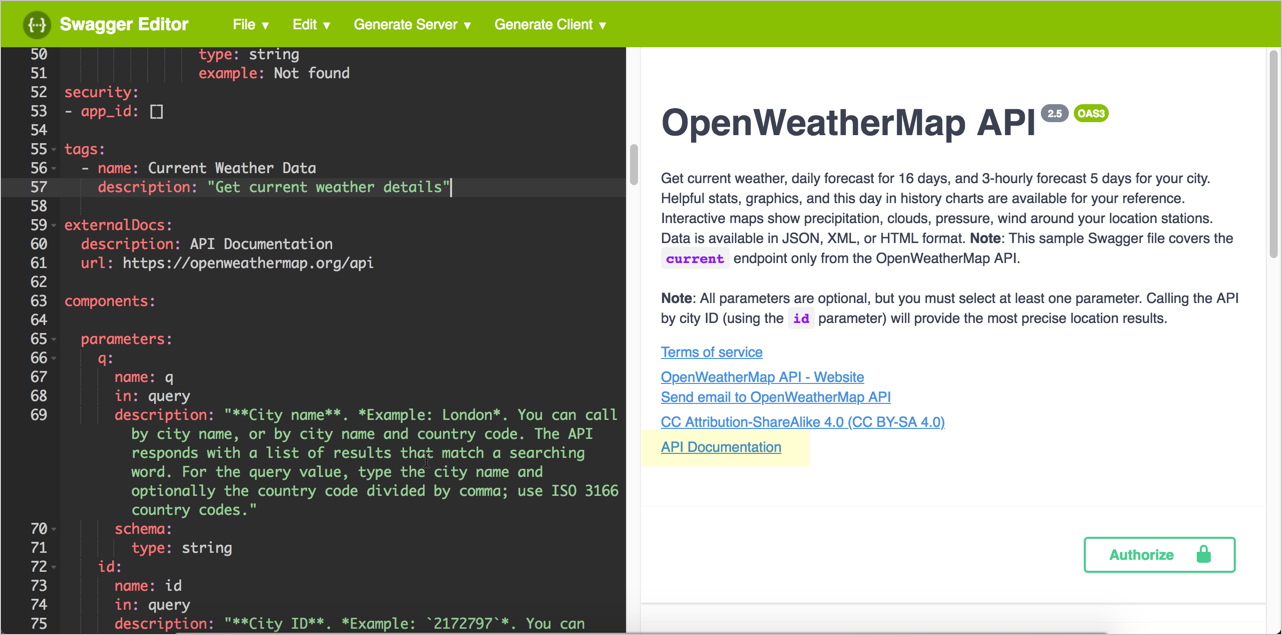 Swagger Editor File ▾ Edit ▾ Generate Server ▾ Generate Client ▾
50 type: string
51 example: Not found
52 security:
53 - app_id: []
54
55 tags:
56 - name: Current Weather Data
57 description: "Get current weather details"
58
59 externalDocs:
60 description: API Documentation
61 url: https://openweathermap.org/api
62
63 components:
64
65 parameters:
66 q:
67 name: q
68 in: query
69 description: "**City name**. *Example: London*. You can call
by city name, or by city name and country code. The API
responds with a list of results that match a searching
word. For the query value, type the city name and
optionally the country code divided by comma; use ISO 3166
country codes."
70 schema:
71 type: string
72 id:
73 name: id
74 in: query
75 description: "**City ID**. *Example: `2172797`*. You can
OpenWeatherMap API 2.5 OAS3
Get current weather, daily forecast for 16 days, and 3-hourly forecast 5 days for your city.
Helpful stats, graphics, and this day in history charts are available for your reference.
Interactive maps show precipitation, clouds, pressure, wind around your location stations.
Data is available in JSON, XML, or HTML format. Note: This sample Swagger file covers the
current endpoint only from the OpenWeatherMap API.
Note: All parameters are optional, but you must select at least one parameter. Calling the API
by city ID (using the id parameter) will provide the most precise location results.
Terms of service
OpenWeatherMap API - Website
Send email to OpenWeatherMap API
CC Attribution-ShareAlike 4.0 (CC BY-SA 4.0)
API Documentation
Authorize